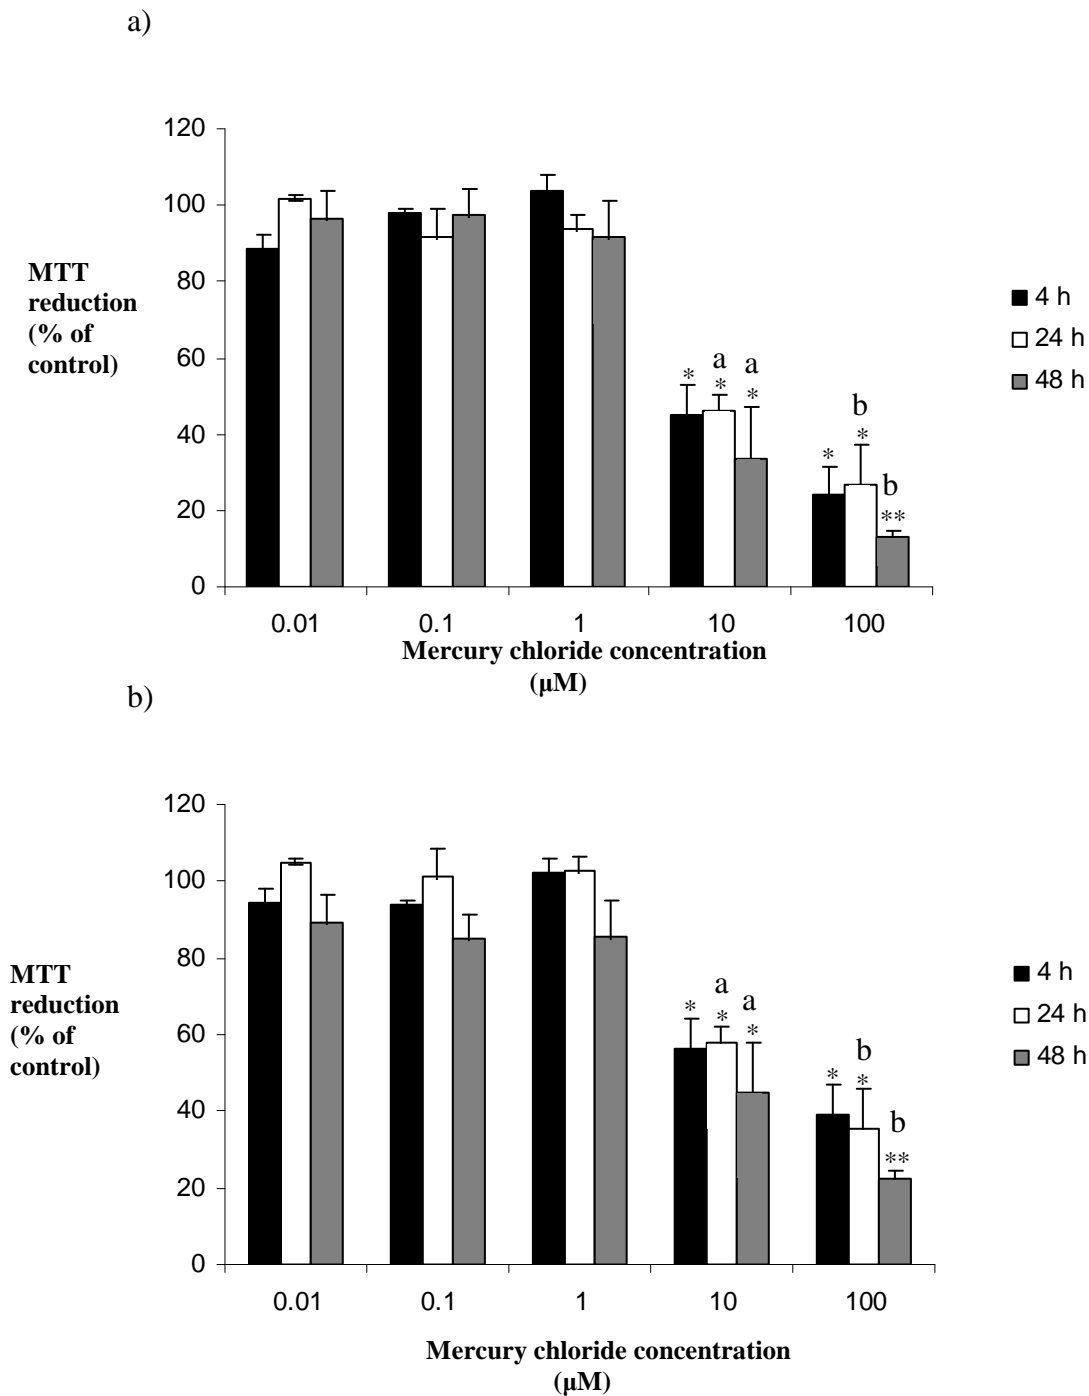 a)
120
100
80
60
40
20
0
MTT
reduction
(% of
control)
* a * a *
* b * b **
0.01 0.1 1 10 100
Mercury chloride concentration
(µM)
4 h
24 h
48 h
b)
120
100
80
60
40
20
0
MTT
reduction
(% of
control)
* a * a *
* b * b **
0.01 0.1 1 10 100
Mercury chloride concentration
(µM)
4 h
24 h
48 h